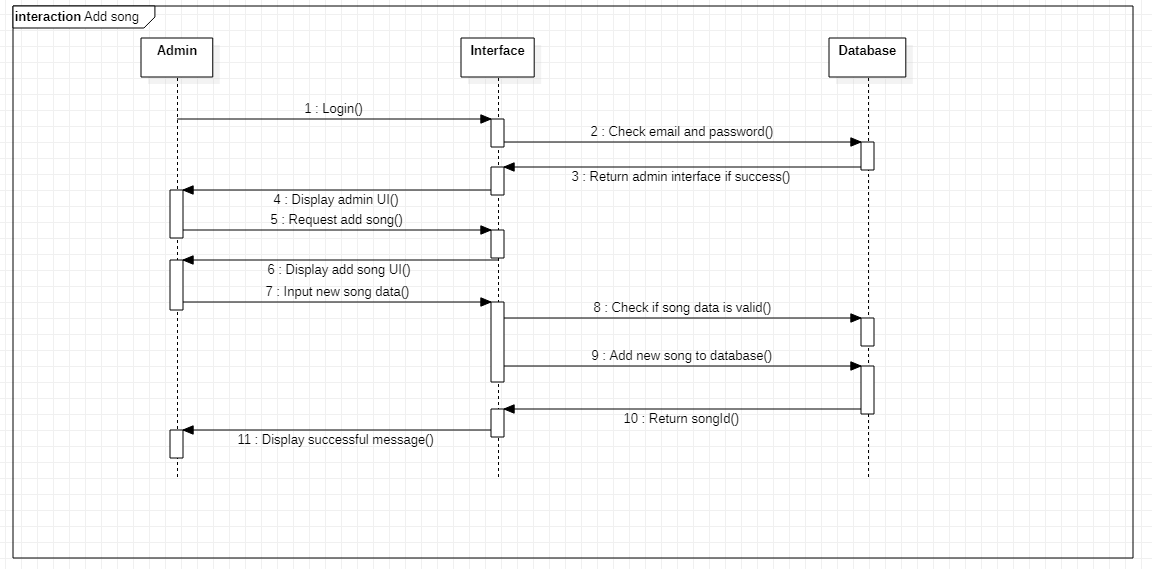 interaction Add song
Admin
Interface
Database
1 : Login()
2 : Check email and password()
3 : Return admin interface if success()
4 : Display admin UI()
5 : Request add song()
6 : Display add song UI()
7 : Input new song data()
8 : Check if song data is valid()
9 : Add new song to database()
10 : Return songId()
11 : Display successful message()